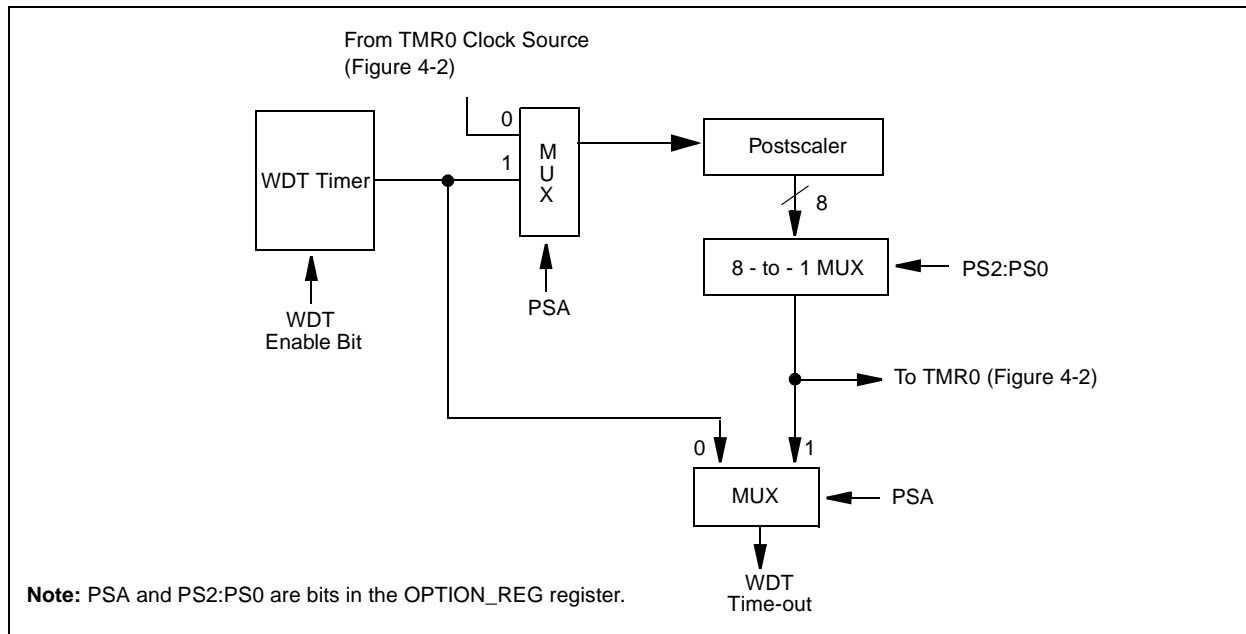 From TMR0 Clock Source
(Figure 4-2)
0
1
M
U
X
WDT Timer
Postscaler
8
8 - to - 1 MUX
PS2:PS0
PSA
WDT
Enable Bit
To TMR0 (Figure 4-2)
0
1
MUX
PSA
WDT
Time-out
Note: PSA and PS2:PS0 are bits in the OPTION_REG register.